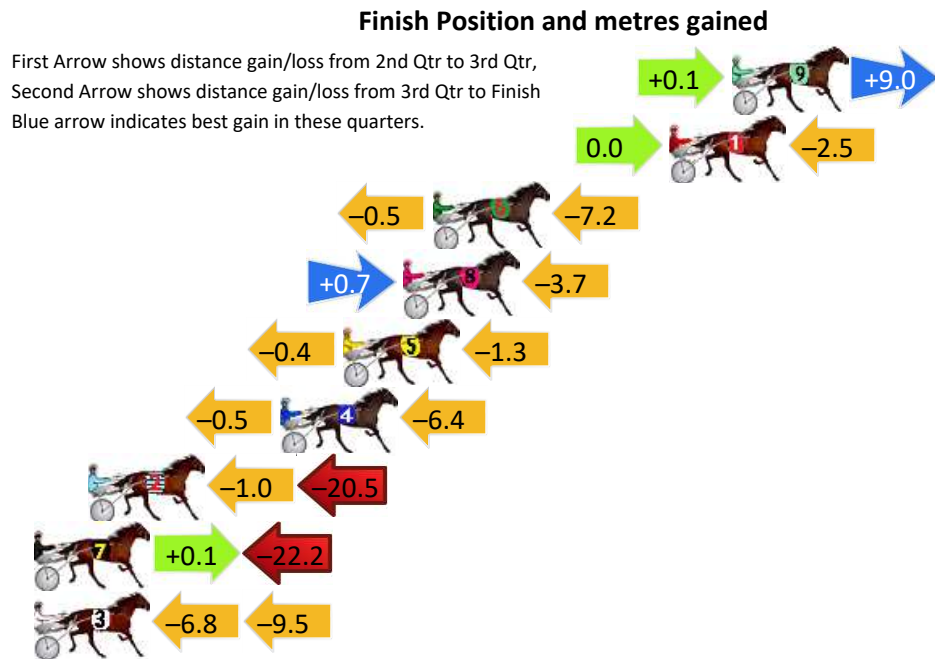 Finish Position and metres gained
First Arrow shows distance gain/loss from 2nd Qtr to 3rd Qtr,
Second Arrow shows distance gain/loss from 3rd Qtr to Finish
Blue arrow indicates best gain in these quarters.
+0.1 9 +9.0
0.0 1 −2.5
−0.5 6 −7.2
+0.7 8 −3.7
−0.4 5 −1.3
−0.5 4 −6.4
2 −1.0 −20.5
7 +0.1 −22.2
3 −6.8 −9.5